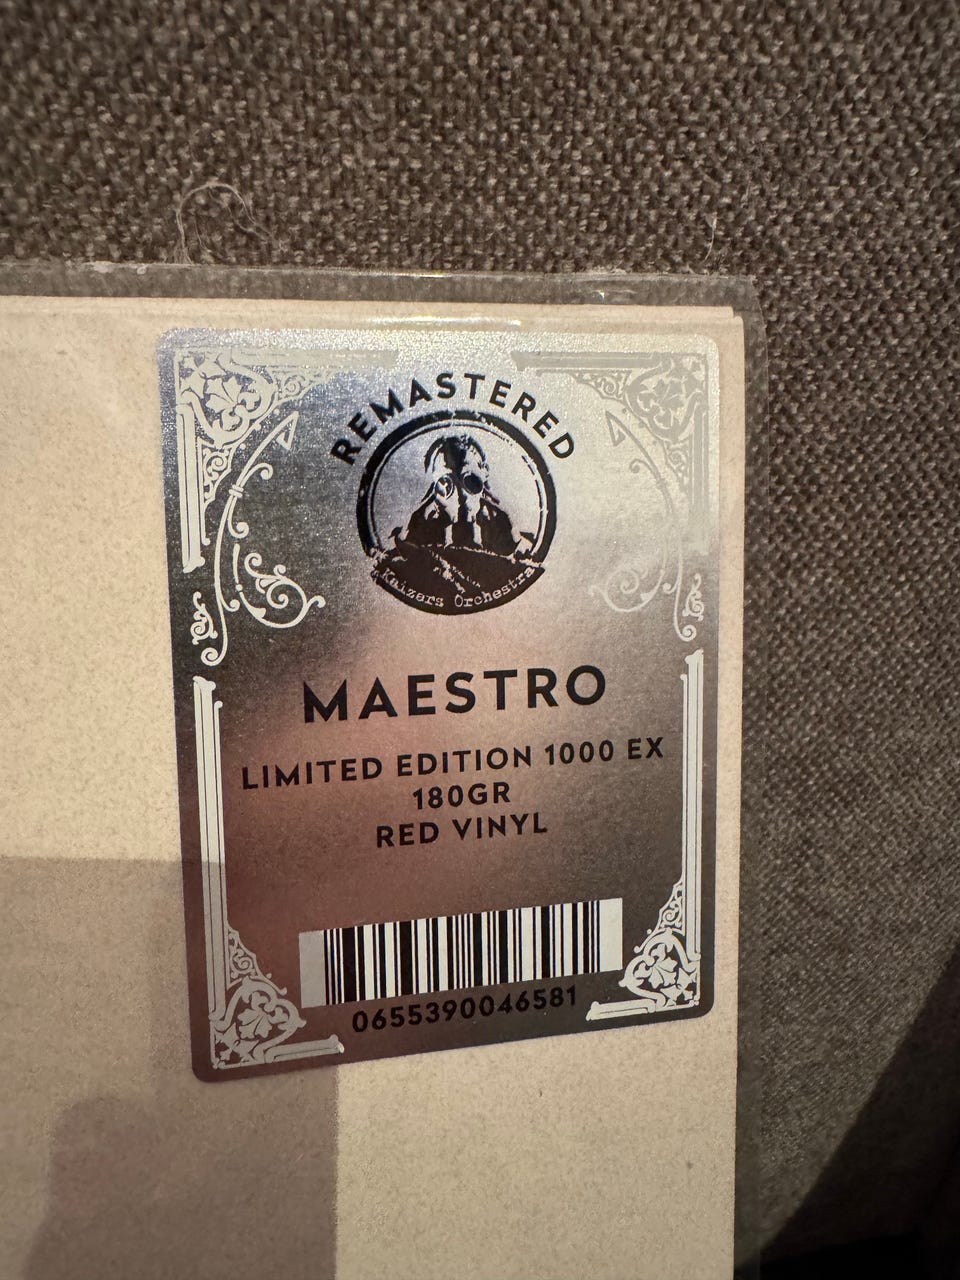 REMASTERED
Kaizers Orchestra
MAESTRO
LIMITED EDITION 1000 EX
180GR
RED VINYL
0655390046581